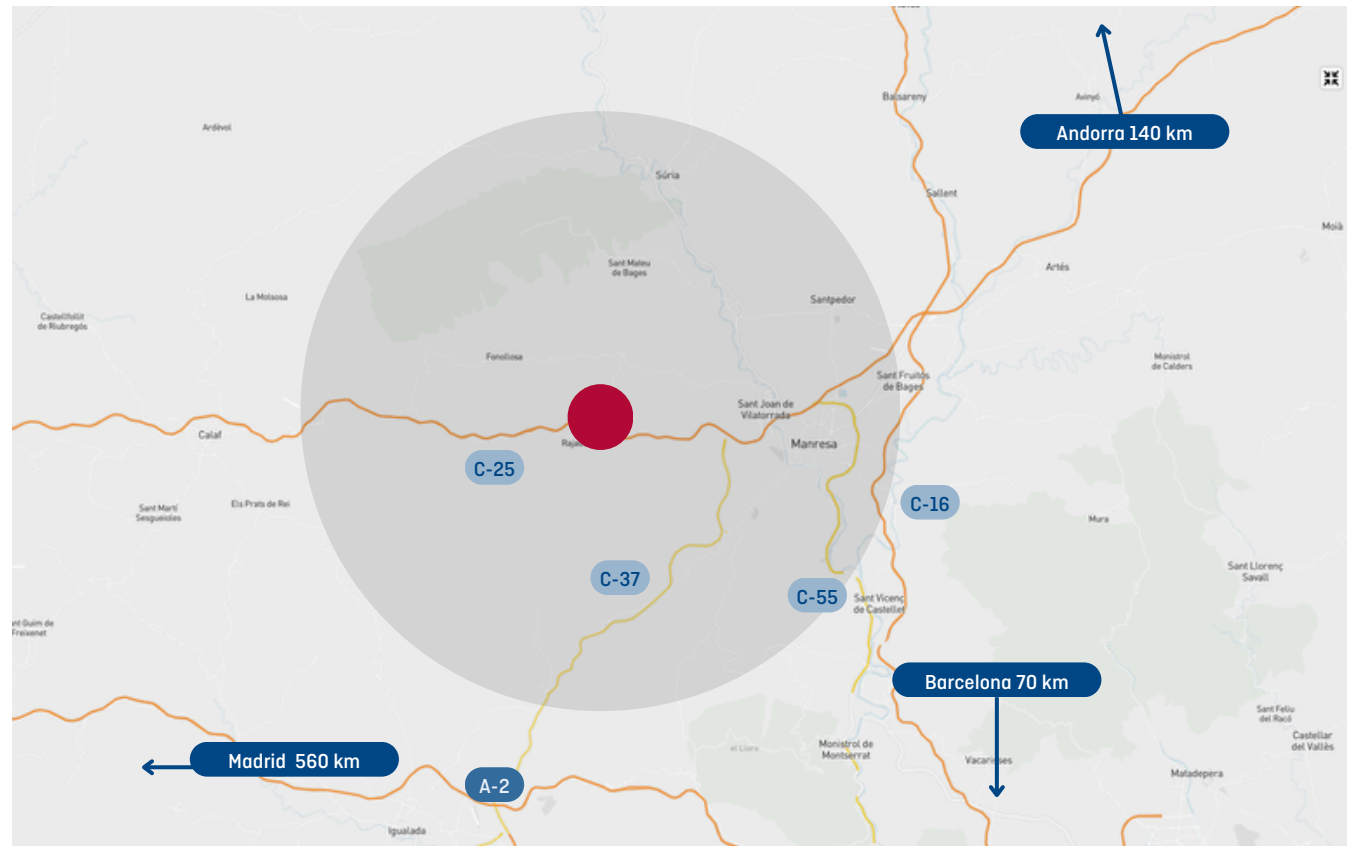 Balsareny
Avinyó
Andorra 140 km
Ardèvol
Súria
Sallent
Moià
Sant Mateu
de Bages
Artés
La Molsosa
Santpedor
Castellfollit
de Riubregós
Fonollosa
Monistrol
de Calders
Sant Fruitós
de Bages
Sant Joan de
Vilatorrada
Calaf
Manresa
C-25
Sant Martí
Sesgueioles
Els Prats de Rei
C-16
Mura
Sant Llorenç
Savall
C-37
C-55
Sant Vicenç
de Castellet
nt Guim de
Freixenet
Barcelona 70 km
Sant Feliu
del Racó
Castellar
del Vallès
el Lloro
Monistrol de
Montserrat
Madrid 560 km
Vacarisses
Matadepera
A-2
Igualada